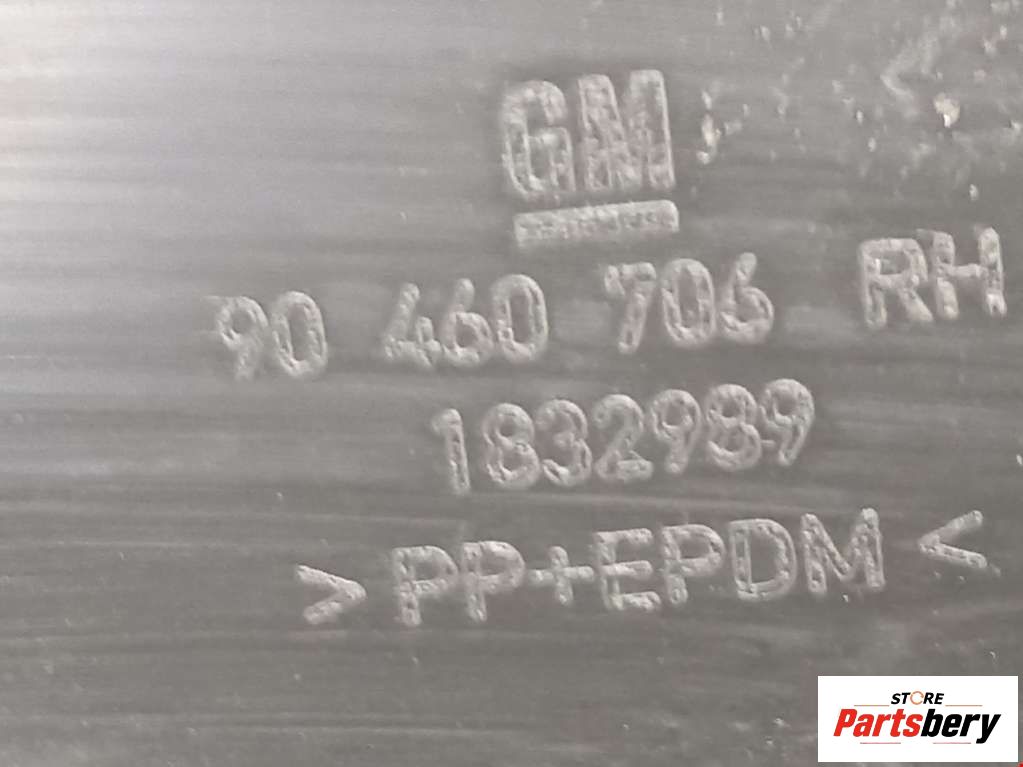 GM
90 460 706 RH
1832989
>PP+EPDM<
STORE
Partsbery